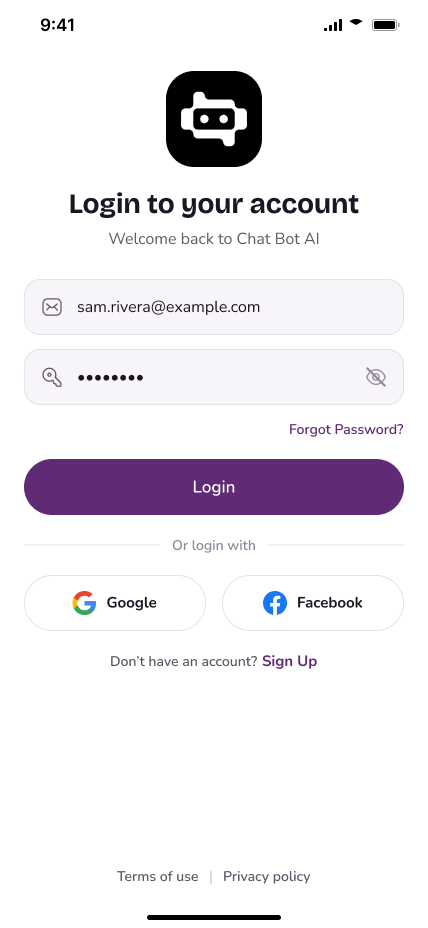 9:41
Login to your account
Welcome back to Chat Bot AI
sam.rivera@example.com
••••••••
Forgot Password?
Login
Or login with
Google
Facebook
Don't have an account? Sign Up
Terms of use | Privacy policy